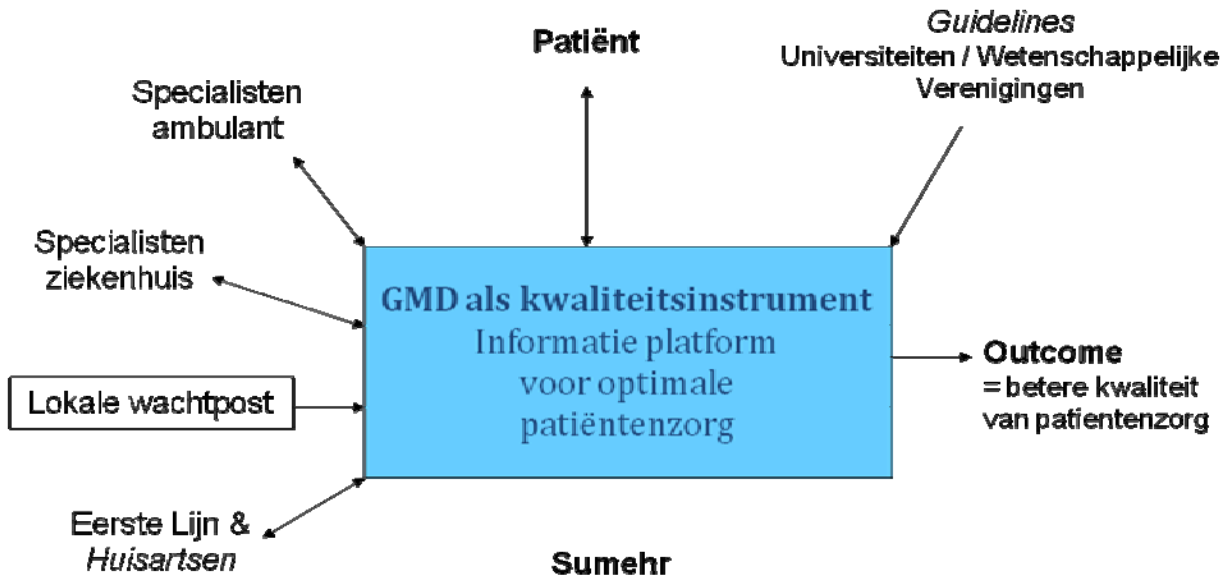 Patiënt
Guidelines
Universiteiten / Wetenschappelijke
Verenigingen
Specialisten
ambulant
Specialisten
ziekenhuis
GMD als kwaliteitsinstrument
Informatie platform
voor optimale
patiëntenzorg
Lokale wachtpost
Outcome
= betere kwaliteit
van patientenzorg
Eerste Lijn &
Huisartsen
Sumehr